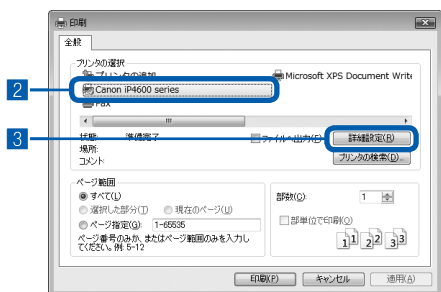 印刷
全般
プリンタの選択
プリンタの追加
Microsoft XPS Document Write
2
Canon iP4600 series
Fax
状態: 準備完了
ファイルへ出力(F)
3
詳細設定(R)
場所:
コメント:
プリンタの検索(D)...
ページ範囲
すべて(L)
選択した部分(T)
現在のページ(U)
ページ指定(G): 1-65535
ページ番号のみか、またはページ範囲のみを入力し
てください。例: 5-12
部数(C): 1
部単位で印刷(O)
1 1 2 2 3 3
印刷(P)
キャンセル
適用(A)